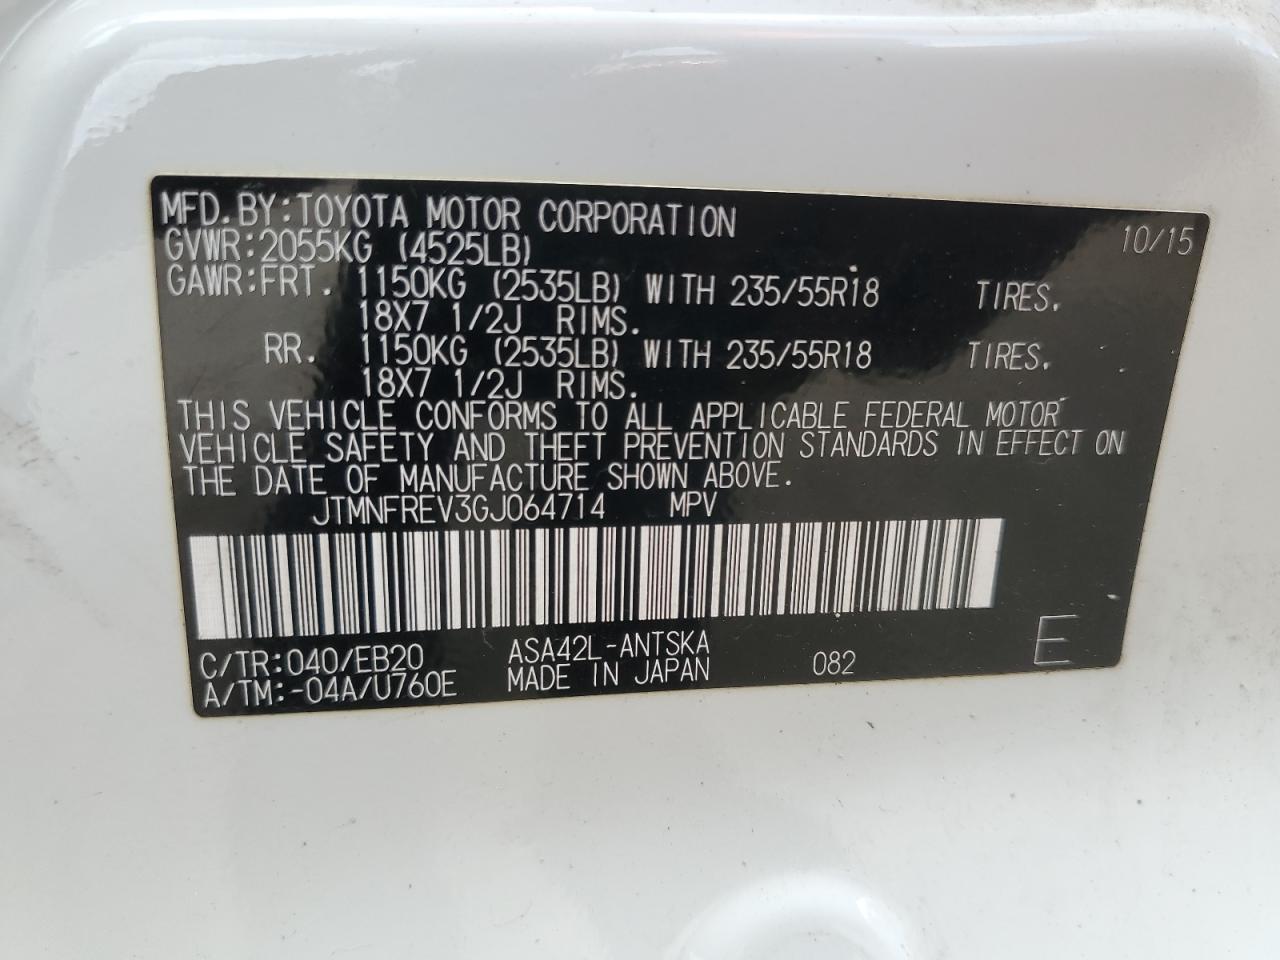 MFD.BY:TOYOTA MOTOR CORPORATION 10/15
GVWR:2055KG (4525LB)
GAWR:FRT. 1150KG (2535LB) WITH 235/55R18 TIRES.
18X7 1/2J RIMS.
RR. 1150KG (2535LB) WITH 235/55R18 TIRES.
18X7 1/2J RIMS.
THIS VEHICLE CONFORMS TO ALL APPLICABLE FEDERAL MOTOR
VEHICLE SAFETY AND THEFT PREVENTION STANDARDS IN EFFECT ON
THE DATE OF MANUFACTURE SHOWN ABOVE.
JTMNFREV3GJ064714 MPV
C/TR:040/EB20 ASA42L-ANTSKA 082 E
A/TM:-04A/U760E MADE IN JAPAN